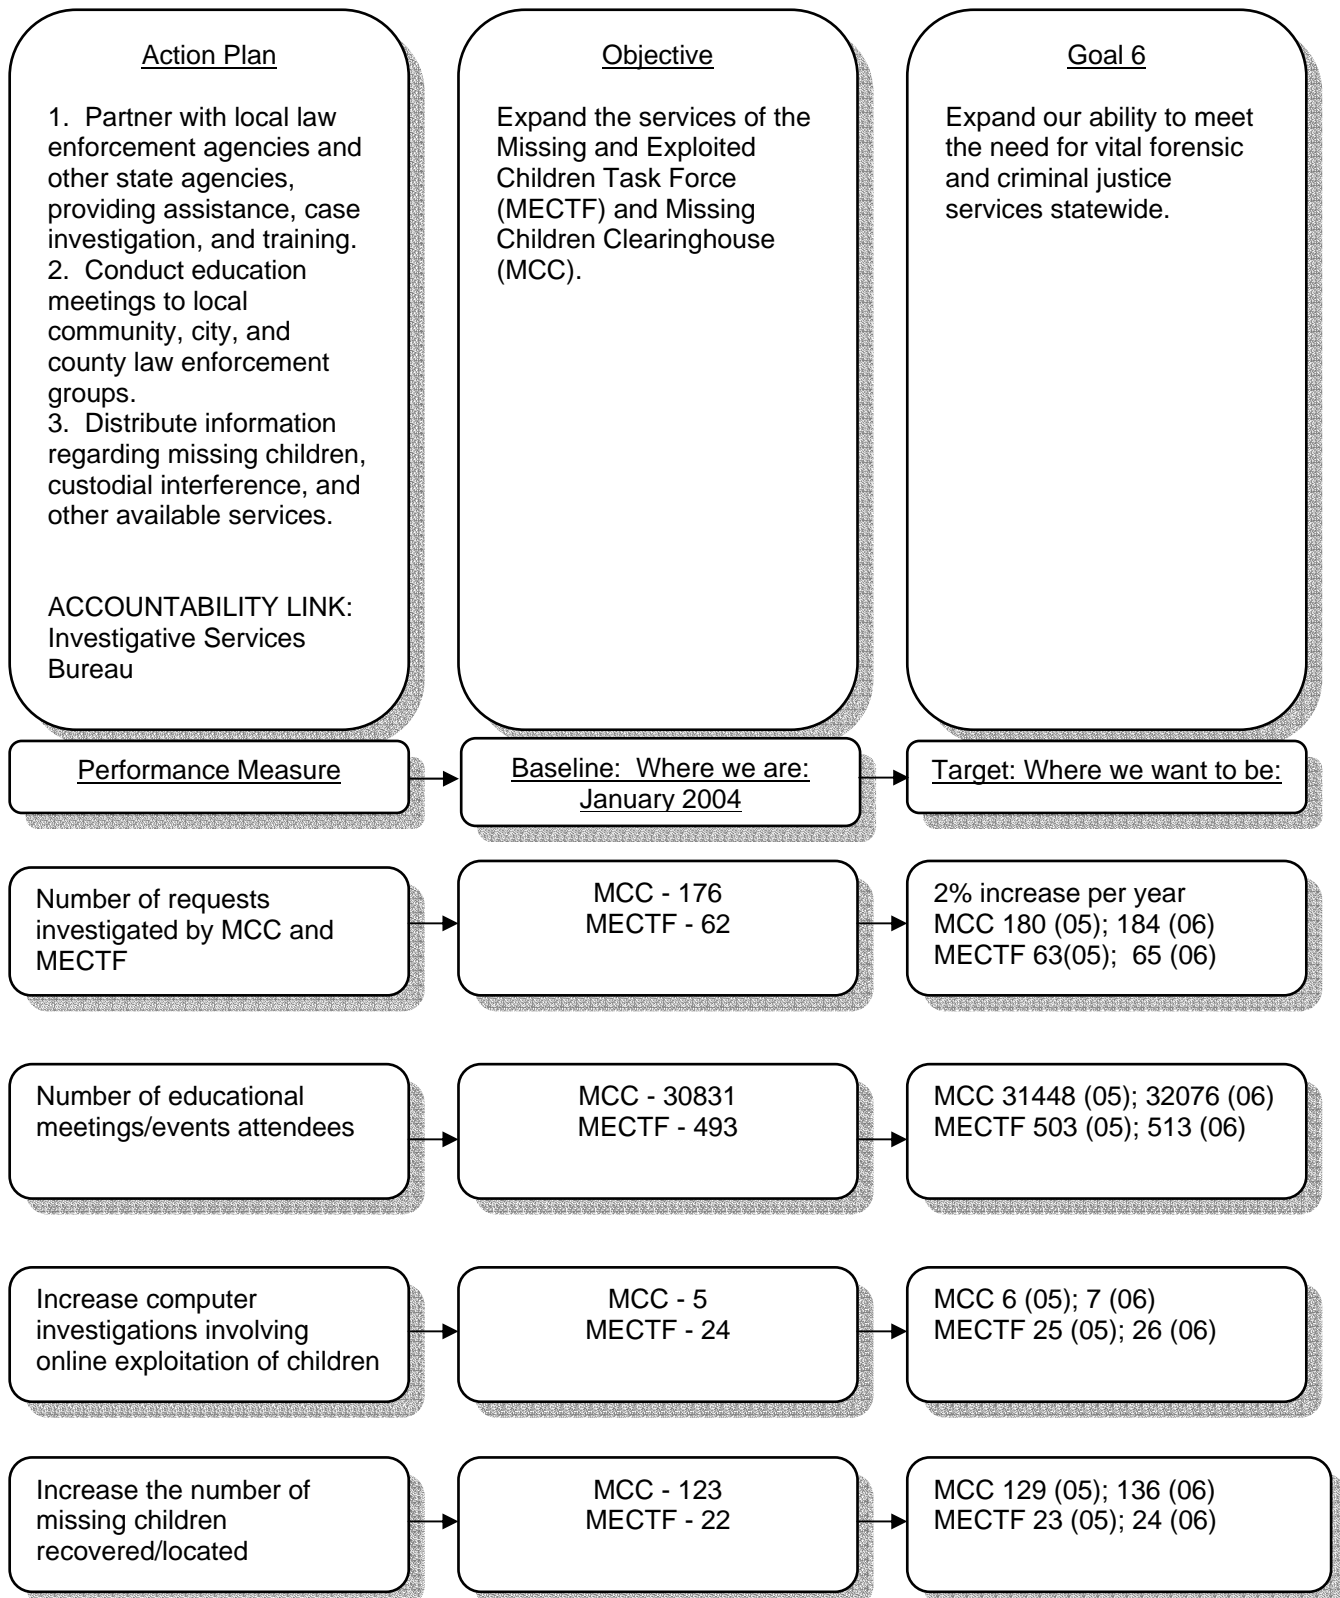 Action Plan
1.  Partner with local law
enforcement agencies and
other state agencies,
providing assistance, case
investigation, and training.
2.  Conduct education
meetings to local
community, city, and
county law enforcement
groups.
3.  Distribute information
regarding missing children,
custodial interference, and
other available services.
ACCOUNTABILITY LINK:
Investigative Services
Bureau
Objective
Expand the services of the
Missing and Exploited
Children Task Force
(MECTF) and Missing
Children Clearinghouse
(MCC).
Goal 6
Expand our ability to meet
the need for vital forensic
and criminal justice
services statewide.
Performance Measure
Baseline:  Where we are:
January 2004
Target: Where we want to be:
Number of requests
investigated by MCC and
MECTF
MCC - 176
MECTF - 62
2% increase per year
MCC 180 (05); 184 (06)
MECTF 63(05);  65 (06)
Number of educational
meetings/events attendees
MCC - 30831
MECTF - 493
MCC 31448 (05); 32076 (06)
MECTF 503 (05); 513 (06)
Increase computer
investigations involving
online exploitation of children
MCC - 5
MECTF - 24
MCC 6 (05); 7 (06)
MECTF 25 (05); 26 (06)
Increase the number of
missing children
recovered/located
MCC - 123
MECTF - 22
MCC 129 (05); 136 (06)
MECTF 23 (05); 24 (06)